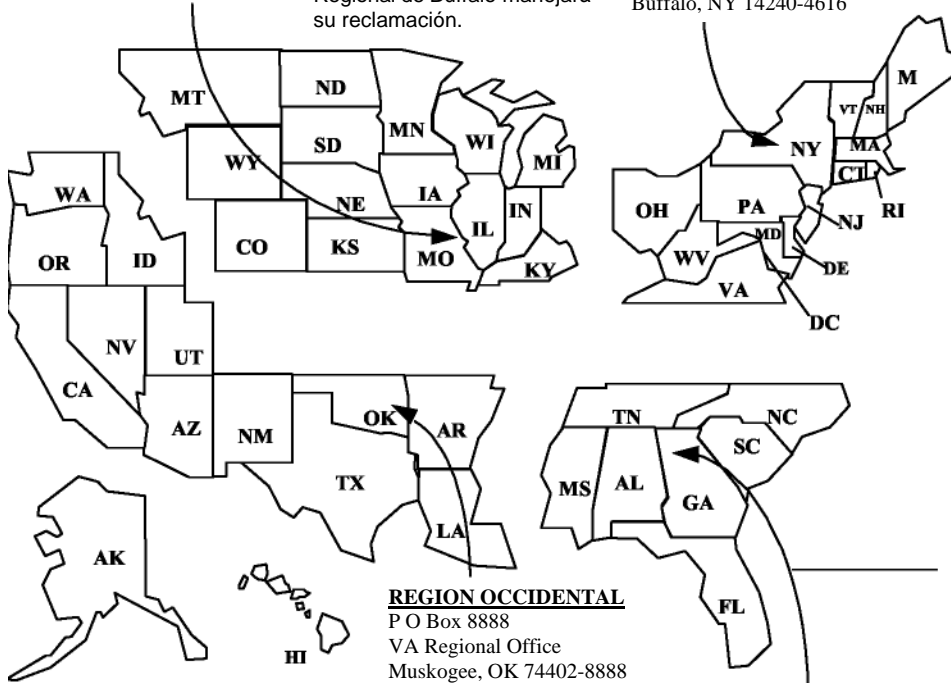 Regional de Buffalo manejará
su reclamación.
Buffalo, NY 14240-4616
MT
ND
MN
SD
WY
WI
MI
NE
IA
IL
IN
CO
KS
MO
KY
WA
OR
ID
NV
UT
CA
AZ
NM
OK
AR
TX
LA
AK
HI
M
VT
NH
NY
MA
CT
RI
OH
PA
NJ
MD
WV
DE
VA
DC
TN
NC
SC
MS
AL
GA
FL
REGION OCCIDENTAL
P O Box 8888
VA Regional Office
Muskogee, OK 74402-8888